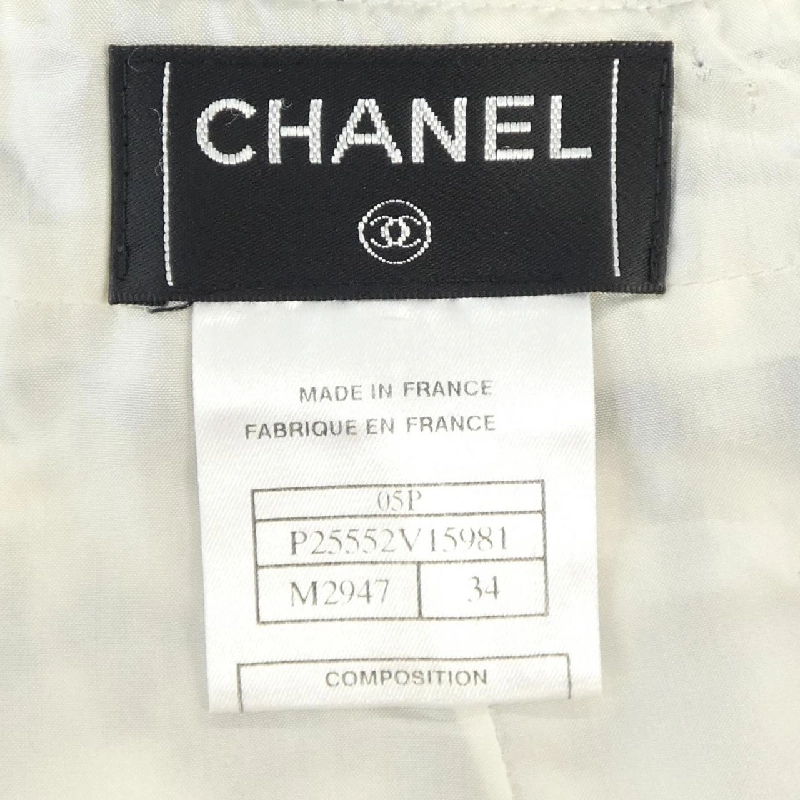 CHANEL
MADE IN FRANCE
FABRIQUE EN FRANCE
05P
P25552V15981
M2947 34
COMPOSITION